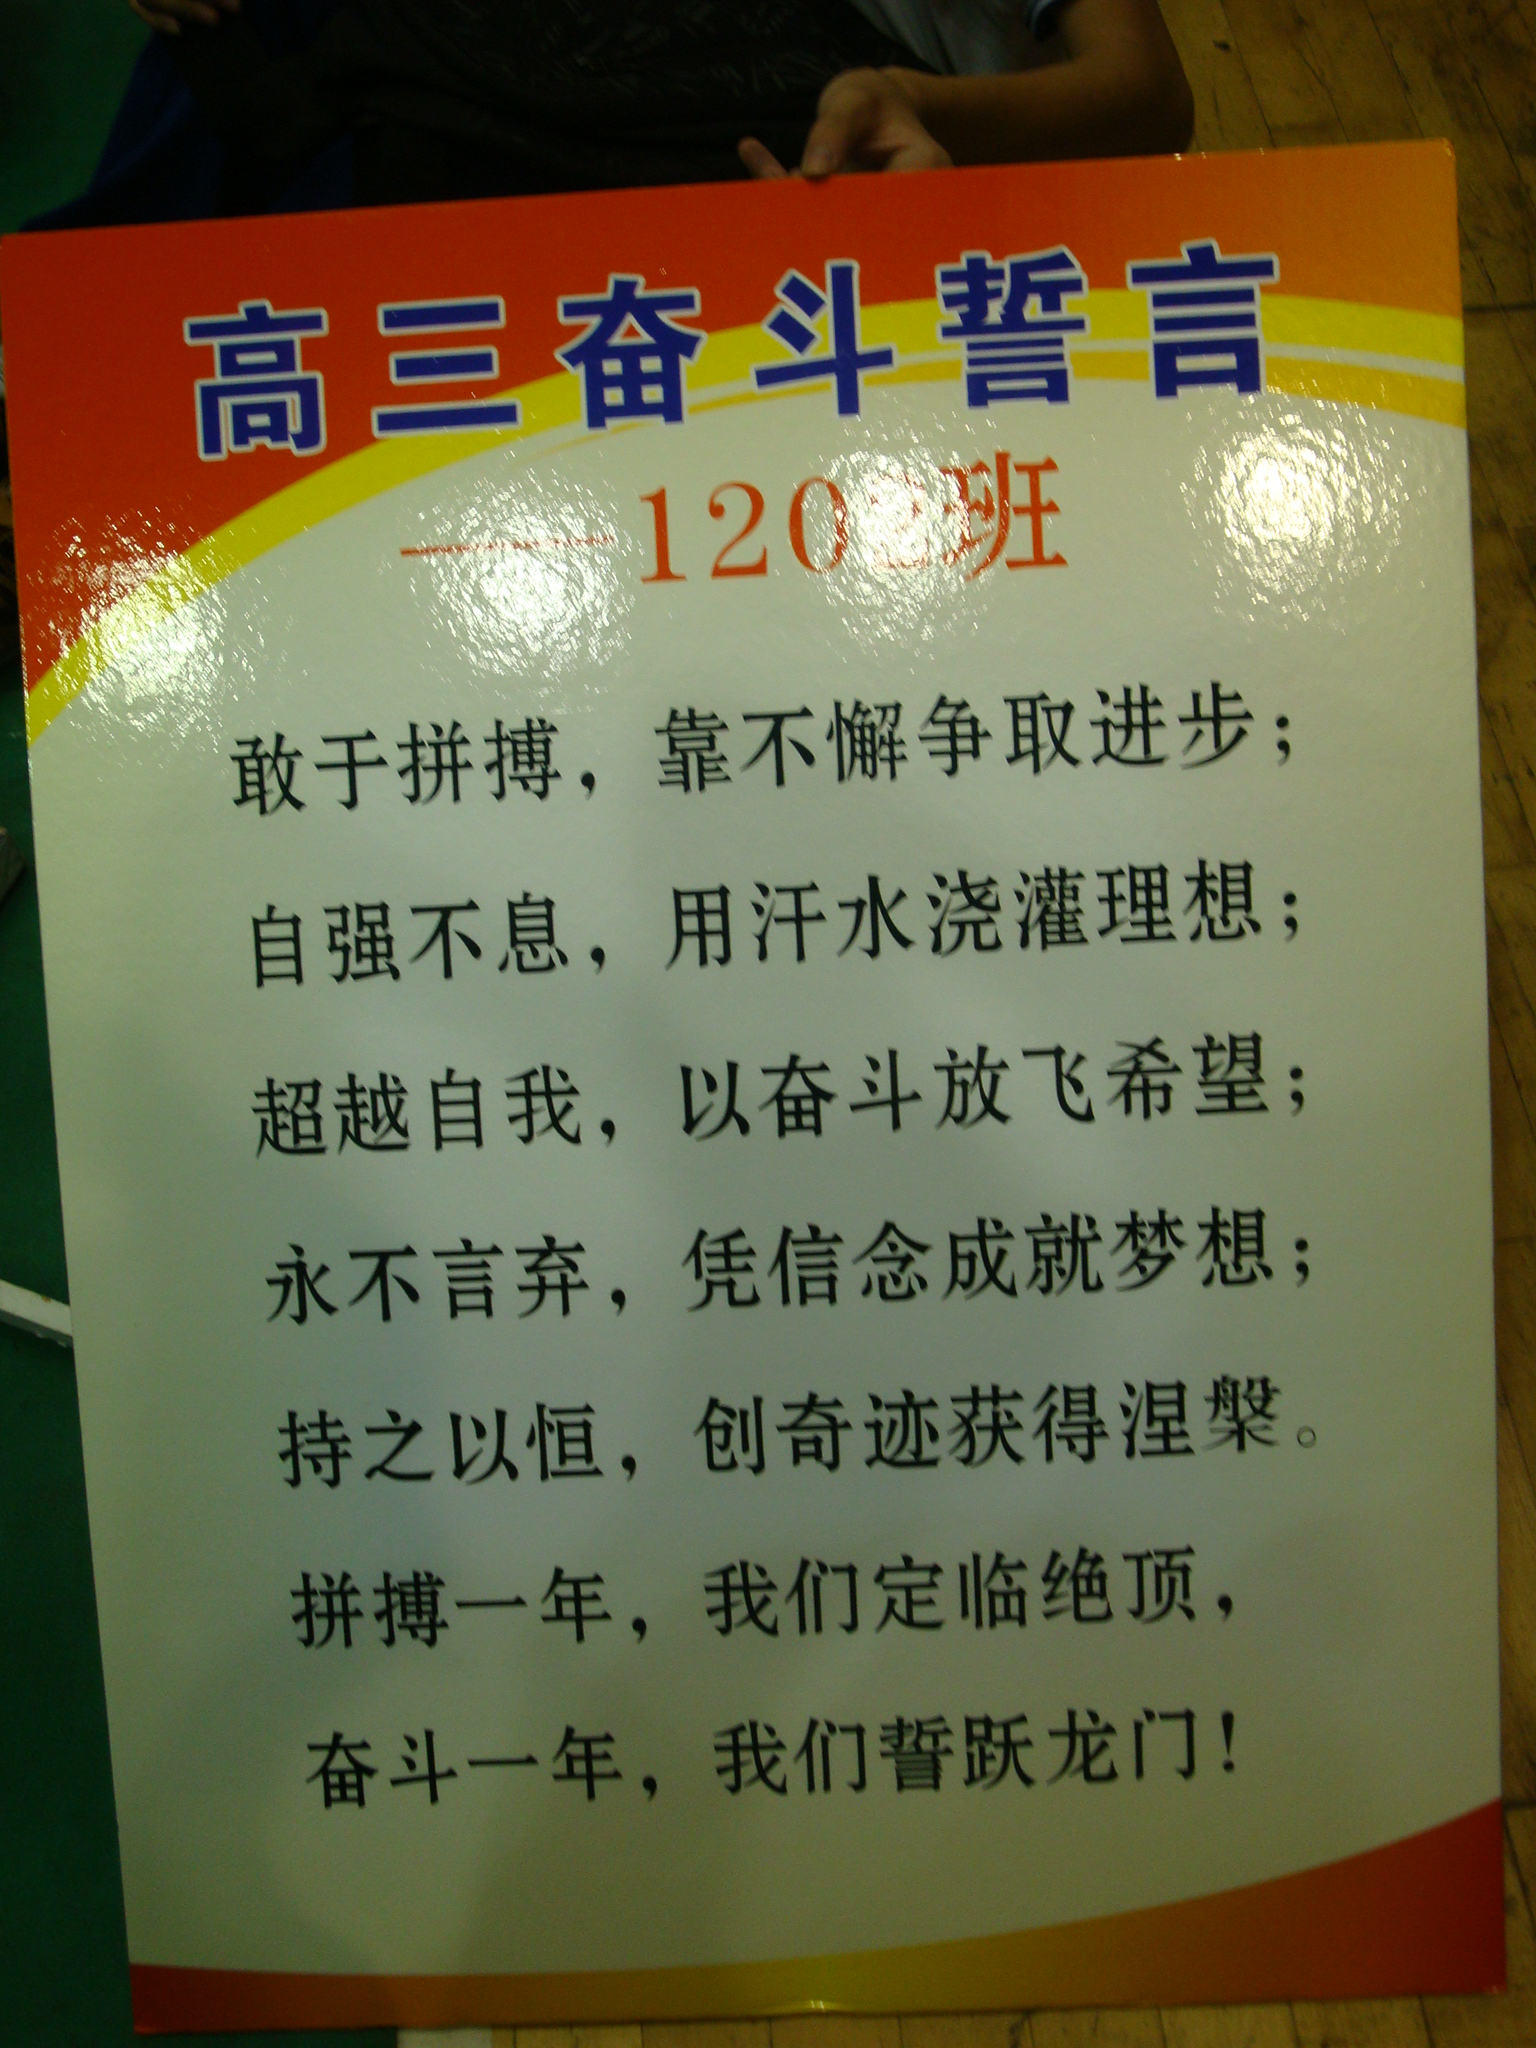 高三奋斗誓言
——1202班
敢于拼搏，靠不懈争取进步；
自强不息，用汗水浇灌理想；
超越自我，以奋斗放飞希望；
永不言弃，凭信念成就梦想；
持之以恒，创奇迹获得涅槃。
拼搏一年，我们定临绝顶，
奋斗一年，我们誓跃龙门！